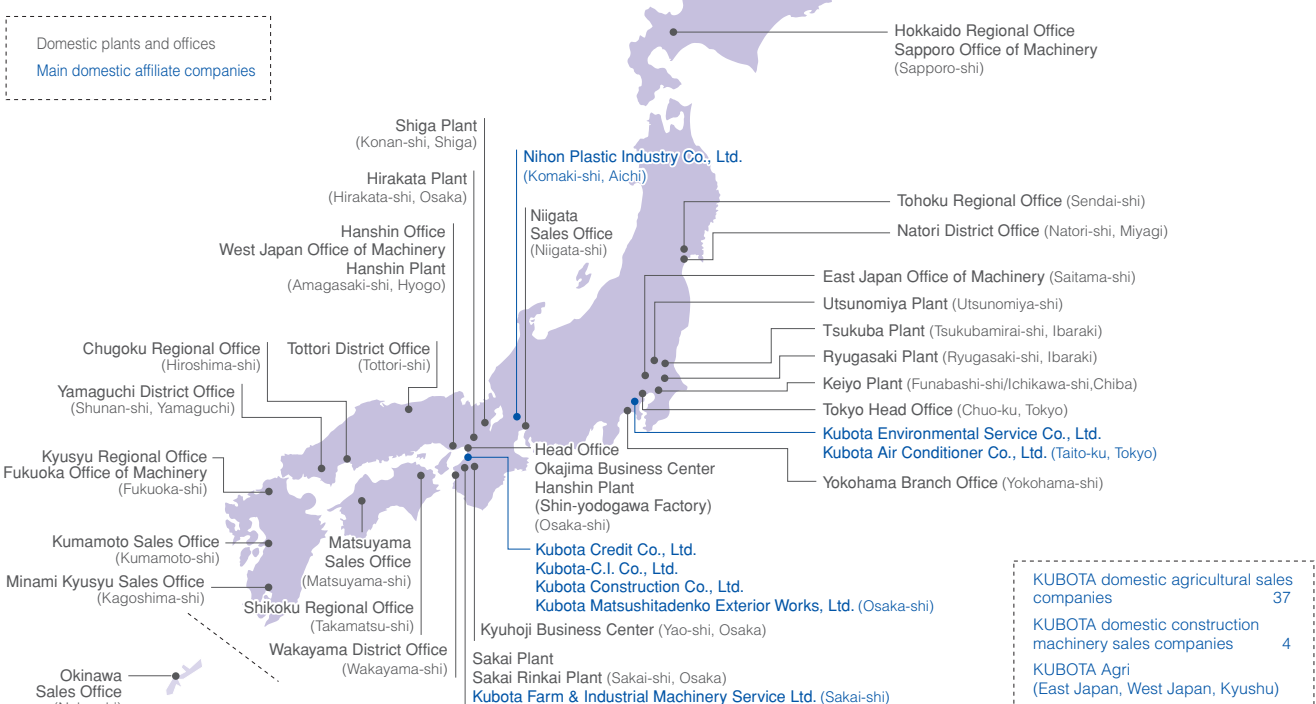 Domestic plants and offices
Main domestic affiliate companies
Hokkaido Regional Office
Sapporo Office of Machinery
(Sapporo-shi)
Shiga Plant
(Konan-shi, Shiga)
Nihon Plastic Industry Co., Ltd.
(Komaki-shi, Aichi)
Hirakata Plant
(Hirakata-shi, Osaka)
Niigata
Sales Office
(Niigata-shi)
Hanshin Office
West Japan Office of Machinery
Hanshin Plant
(Amagasaki-shi, Hyogo)
Tohoku Regional Office (Sendai-shi)
Natori District Office (Natori-shi, Miyagi)
East Japan Office of Machinery (Saitama-shi)
Utsunomiya Plant (Utsunomiya-shi)
Tsukuba Plant (Tsukubamirai-shi, Ibaraki)
Ryugasaki Plant (Ryugasaki-shi, Ibaraki)
Keiyo Plant (Funabashi-shi/Ichikawa-shi,Chiba)
Tokyo Head Office (Chuo-ku, Tokyo)
Kubota Environmental Service Co., Ltd.
Kubota Air Conditioner Co., Ltd. (Taito-ku, Tokyo)
Yokohama Branch Office (Yokohama-shi)
Chugoku Regional Office
(Hiroshima-shi)
Tottori District Office
(Tottori-shi)
Yamaguchi District Office
(Shunan-shi, Yamaguchi)
Kyusyu Regional Office
Fukuoka Office of Machinery
(Fukuoka-shi)
Head Office
Okajima Business Center
Hanshin Plant
(Shin-yodogawa Factory)
(Osaka-shi)
Kumamoto Sales Office
(Kumamoto-shi)
Matsuyama
Sales Office
(Matsuyama-shi)
Kubota Credit Co., Ltd.
Kubota-C.I. Co., Ltd.
Kubota Construction Co., Ltd.
Kubota Matsushitadenko Exterior Works, Ltd. (Osaka-shi)
Minami Kyusyu Sales Office
(Kagoshima-shi)
Shikoku Regional Office
(Takamatsu-shi)
Kyuhoji Business Center (Yao-shi, Osaka)
Wakayama District Office
(Wakayama-shi)
Sakai Plant
Sakai Rinkai Plant (Sakai-shi, Osaka)
Kubota Farm & Industrial Machinery Service Ltd. (Sakai-shi)
Okinawa
Sales Office
KUBOTA domestic agricultural sales
companies 37
KUBOTA domestic construction
machinery sales companies 4
KUBOTA Agri
(East Japan, West Japan, Kyushu)